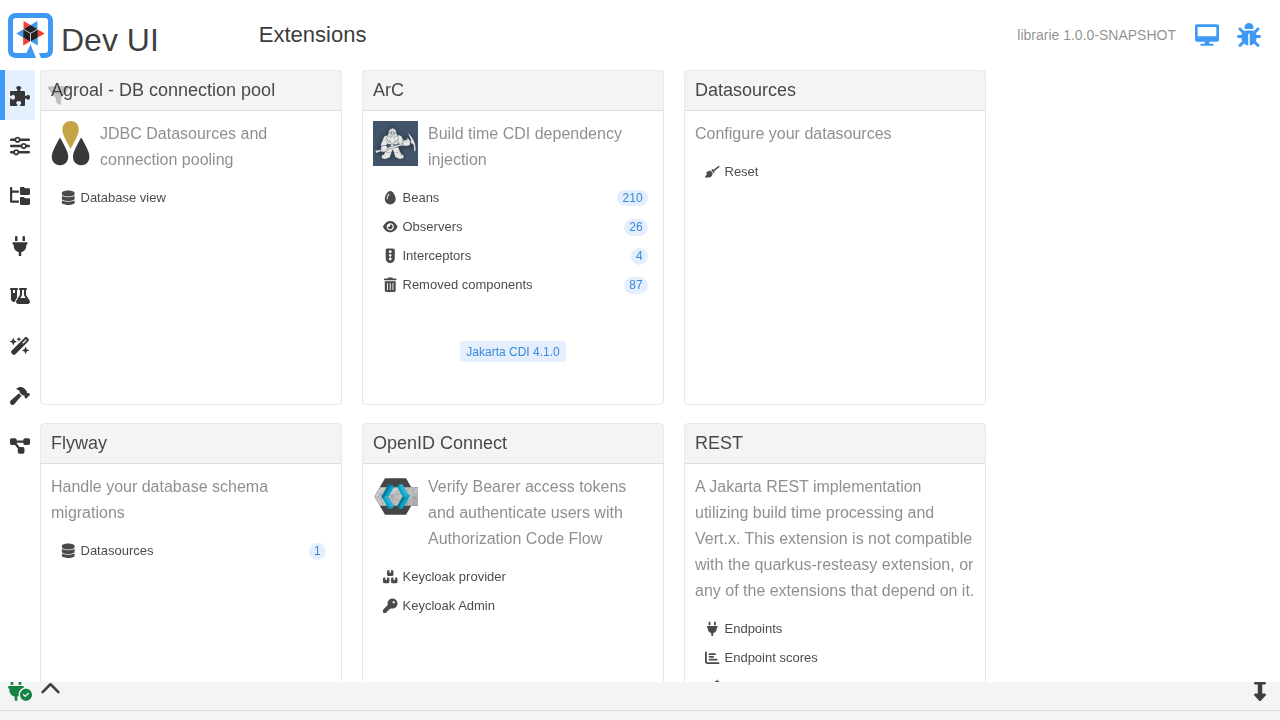 Dev UI
Extensions
librarie 1.0.0-SNAPSHOT
Agroal - DB connection pool
JDBC Datasources and
connection pooling
Database view
ArC
Build time CDI dependency
injection
Beans 210
Observers 26
Interceptors 4
Removed components 87
Jakarta CDI 4.1.0
Datasources
Configure your datasources
Reset
Flyway
Handle your database schema
migrations
Datasources 1
OpenID Connect
Verify Bearer access tokens
and authenticate users with
Authorization Code Flow
Keycloak provider
Keycloak Admin
REST
A Jakarta REST implementation
utilizing build time processing and
Vert.x. This extension is not compatible
with the quarkus-resteasy extension, or
any of the extensions that depend on it.
Endpoints
Endpoint scores